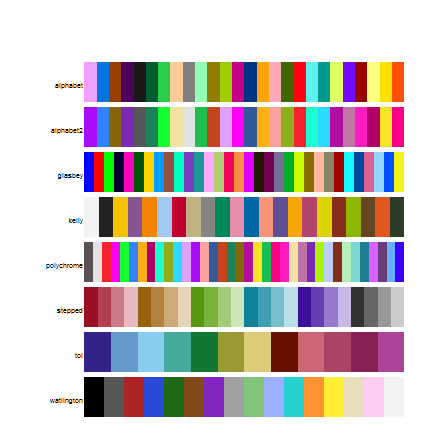 alphabet
alphabet2
glasbey
kelly
polychrome
stepped
tol
watlington